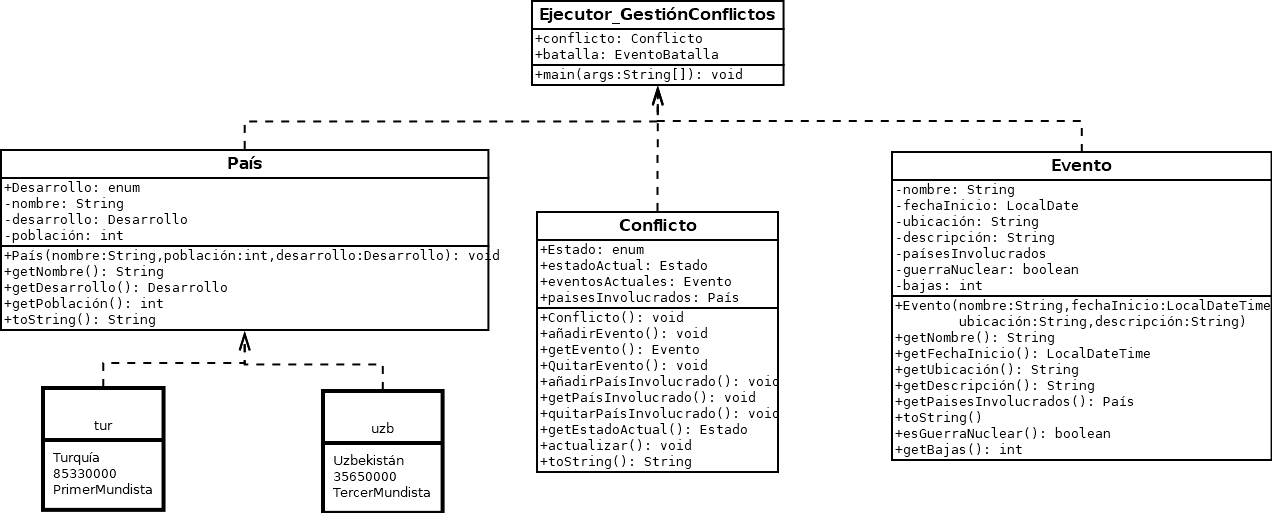 Ejecutor_GestiónConflictos
+conflicto: Conflicto
+batalla: EventoBatalla
+main(args:String[]): void
País
+Desarrollo: enum
-nombre: String
-desarrollo: Desarrollo
-población: int
+País(nombre:String,población:int,desarrollo:Desarrollo): void
+getNombre(): String
+getDesarrollo(): Desarrollo
+getPoblación(): int
+toString(): String
tur
Turquía
85330000
PrimerMundista
uzb
Uzbekistán
35650000
TercerMundista
Conflicto
+Estado: enum
+estadoActual: Estado
+eventosActuales: Evento
+paisesInvolucrados: País
+Conflicto(): void
+añadirEvento(): void
+getEvento(): Evento
+QuitarEvento(): void
+añadirPaísInvolucrado(): void
+getPaísInvolucrado(): void
+quitarPaísInvolucrado(): void
+getEstadoActual(): Estado
+actualizar(): void
+toString(): String
Evento
-nombre: String
-fechaInicio: LocalDate
-ubicación: String
-descripción: String
-paísesInvolucrados
-guerraNuclear: boolean
-bajas: int
+Evento(nombre:String,fechaInicio:LocalDateTime
ubicación:String,descripción:String)
+getNombre(): String
+getFechaInicio(): LocalDateTime
+getUbicación(): String
+getDescripción(): String
+getPaisesInvolucrados(): País
+toString()
+esGuerraNuclear(): boolean
+getBajas(): int